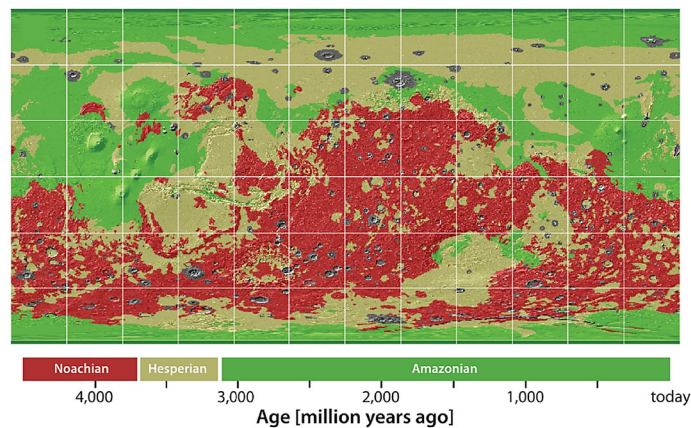 Noachian Hesperian Amazonian
4,000 3,000 2,000 1,000 today
Age [million years ago]